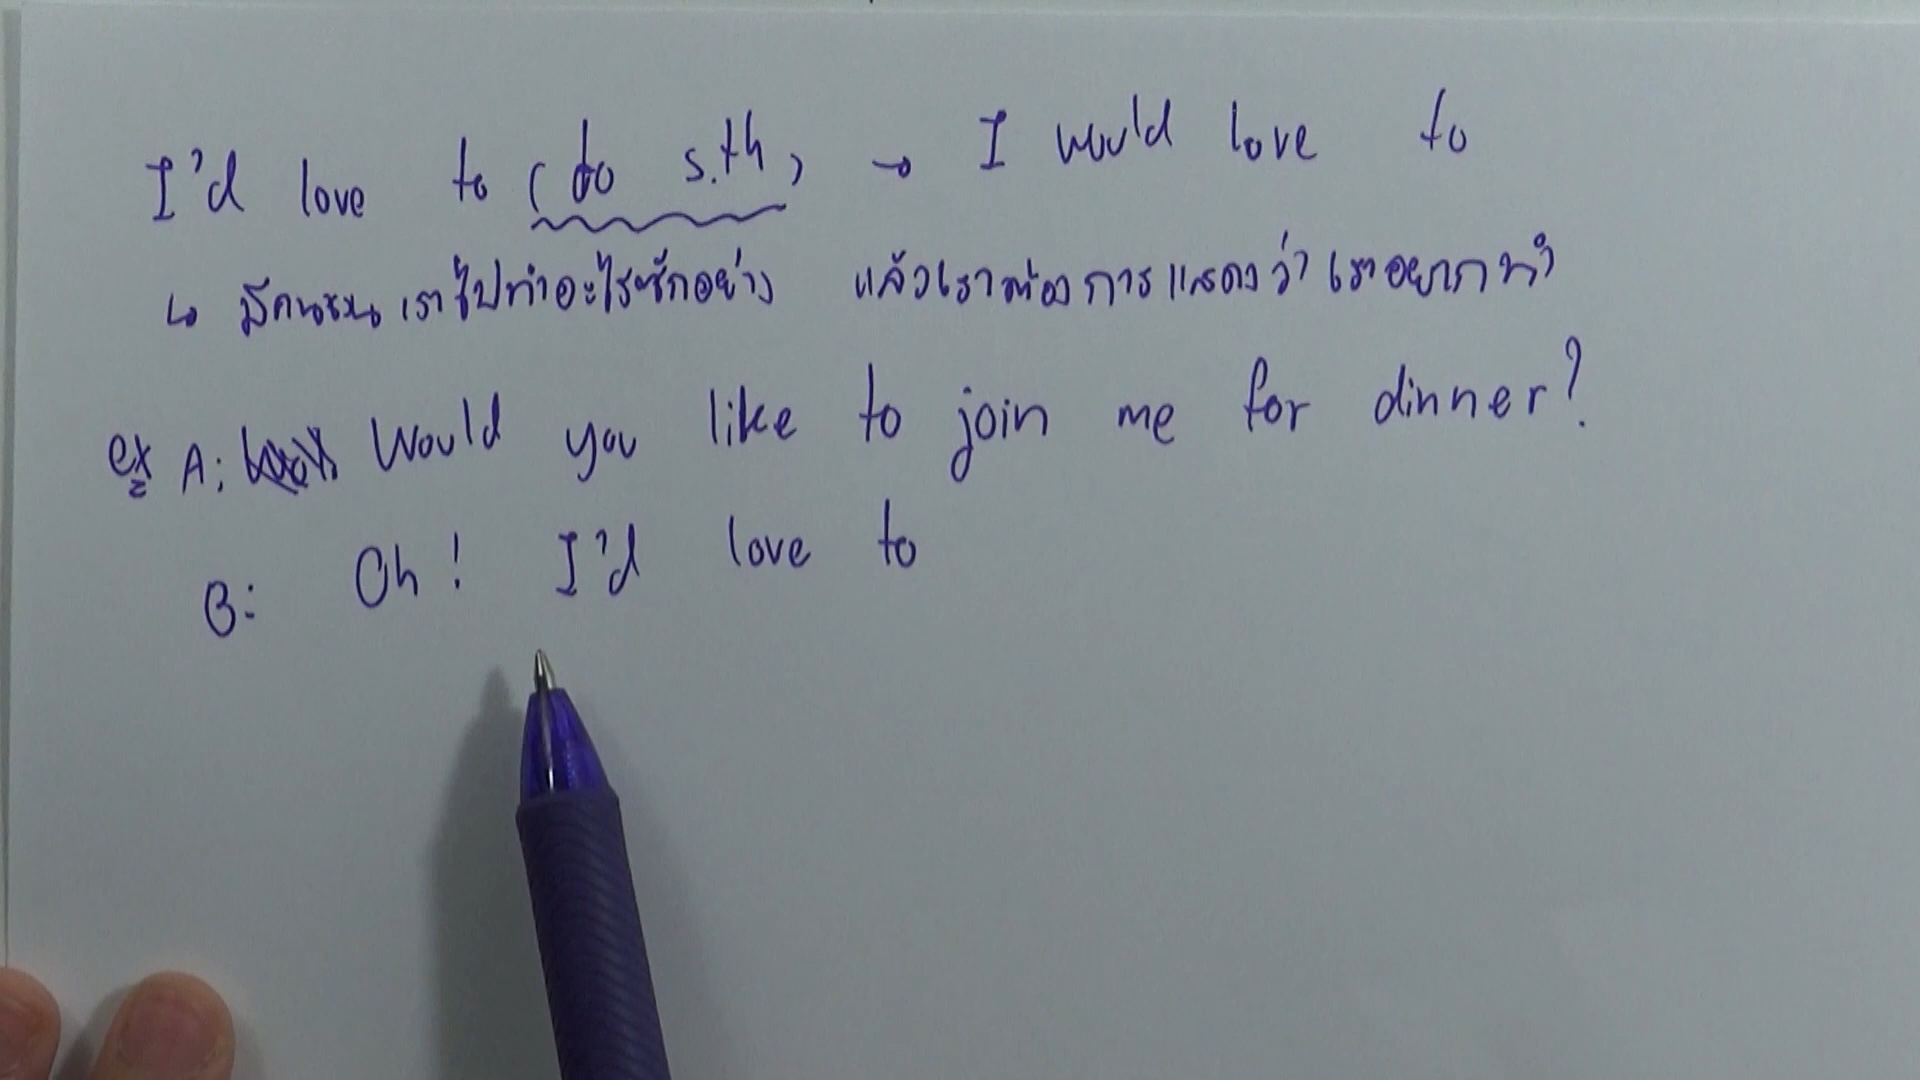 I'd love to (do s.th) → I would love to
↳ มีคนชวนเราไปทำอะไรซักอย่าง แล้วเราต้องการแสดงว่าเราอยากทำ
ex A: Would you like to join me for dinner?
B: Oh! I'd love to